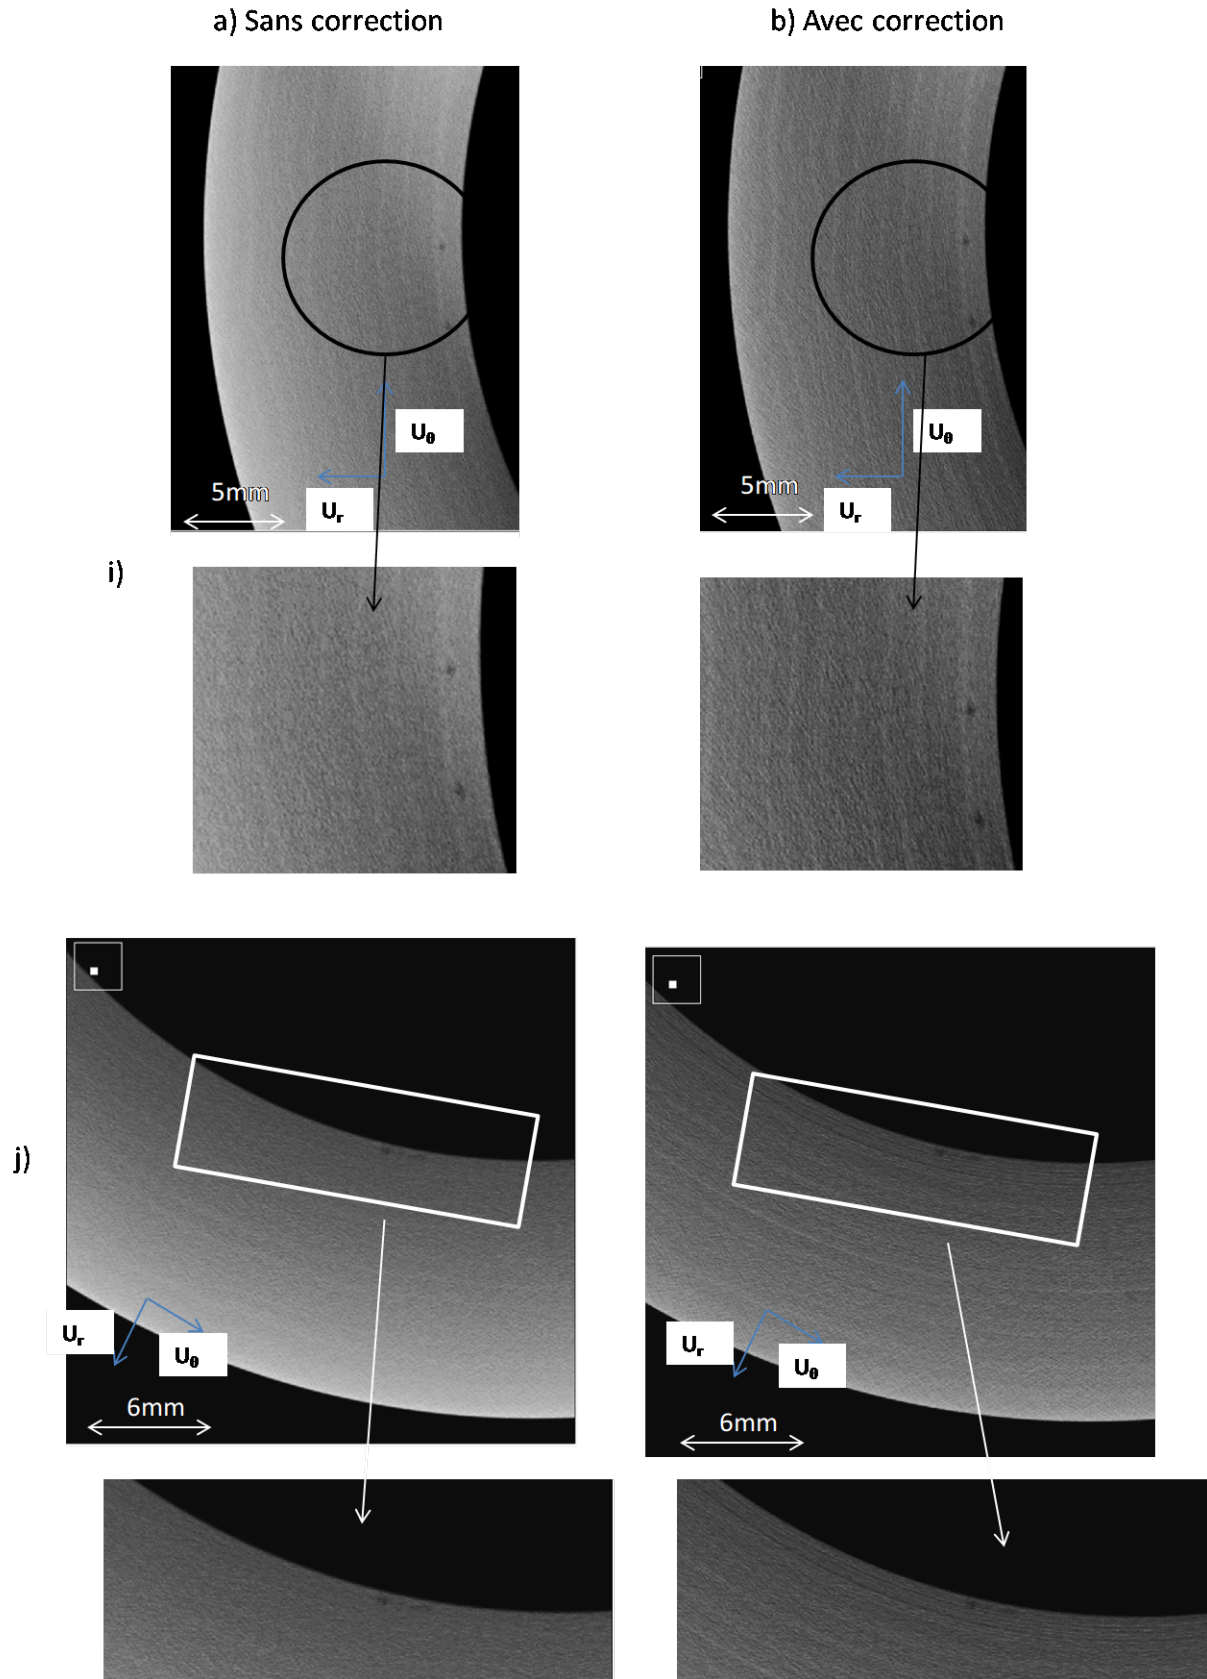 a) Sans correction
b) Avec correction
Uθ
Uθ
5mm
Ur
5mm
Ur
i)
j)
Ur
Uθ
Ur
Uθ
6mm
6mm